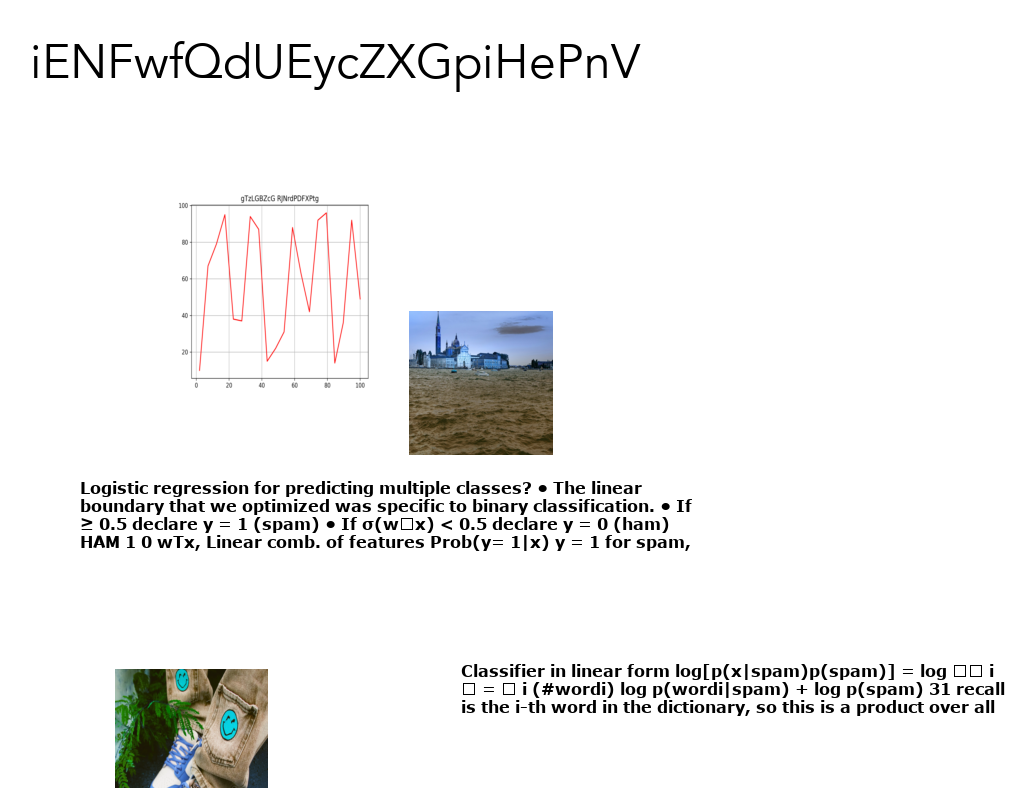 iENFwfQdUEycZXGpiHePnV
gTzLGBZcG RJNrdPDFXPtg
100
80
60
40
20
0 20 40 60 80 100
Logistic regression for predicting multiple classes? ● The linear
boundary that we optimized was specific to binary classification. ● If
≥ 0.5 declare y = 1 (spam) ● If σ(w□x) < 0.5 declare y = 0 (ham)
HAM 1 0 wTx, Linear comb. of features Prob(y= 1|x) y = 1 for spam,
Classifier in linear form log[p(x|spam)p(spam)] = log □□ i
□ = □ i (#wordi) log p(wordi|spam) + log p(spam) 31 recall
is the i-th word in the dictionary, so this is a product over all